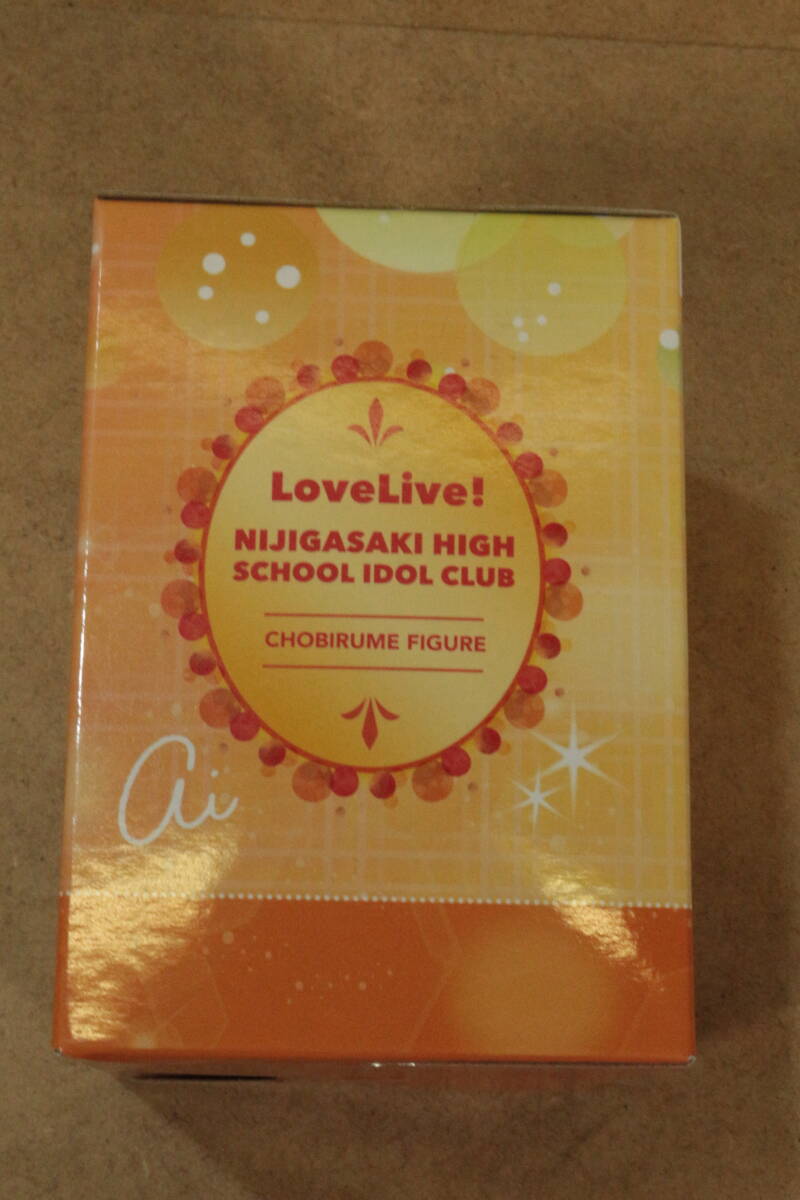 LoveLive!
NIJIGASAKI HIGH
SCHOOL IDOL CLUB
CHOBIRUME FIGURE
ai